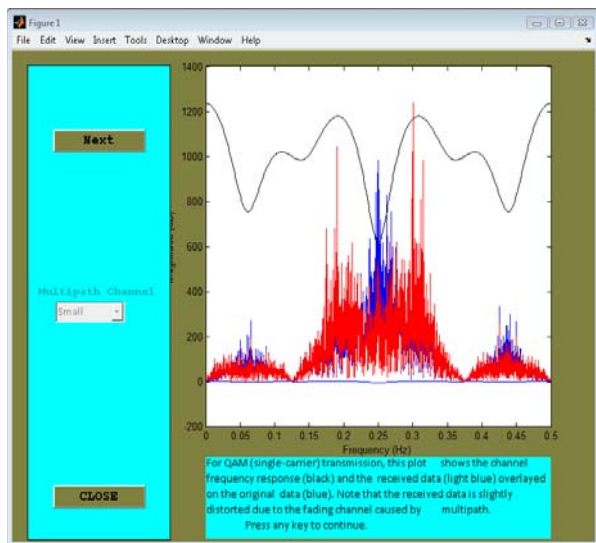 Figure 1
File Edit View Insert Tools Desktop Window Help
Next
Multipath Channel
Small
CLOSE
1400
1200
1000
800
600
400
200
0
-200
0 0.05 0.1 0.15 0.2 0.25 0.3 0.35 0.4 0.45 0.5
Frequency (Hz)
For QAM (single-carrier) transmission, this plot shows the channel
frequency response (black) and the received data (light blue) overlayed
on the original data (blue). Note that the received data is slightly
distorted due to the fading channel caused by multipath.
Press any key to continue.